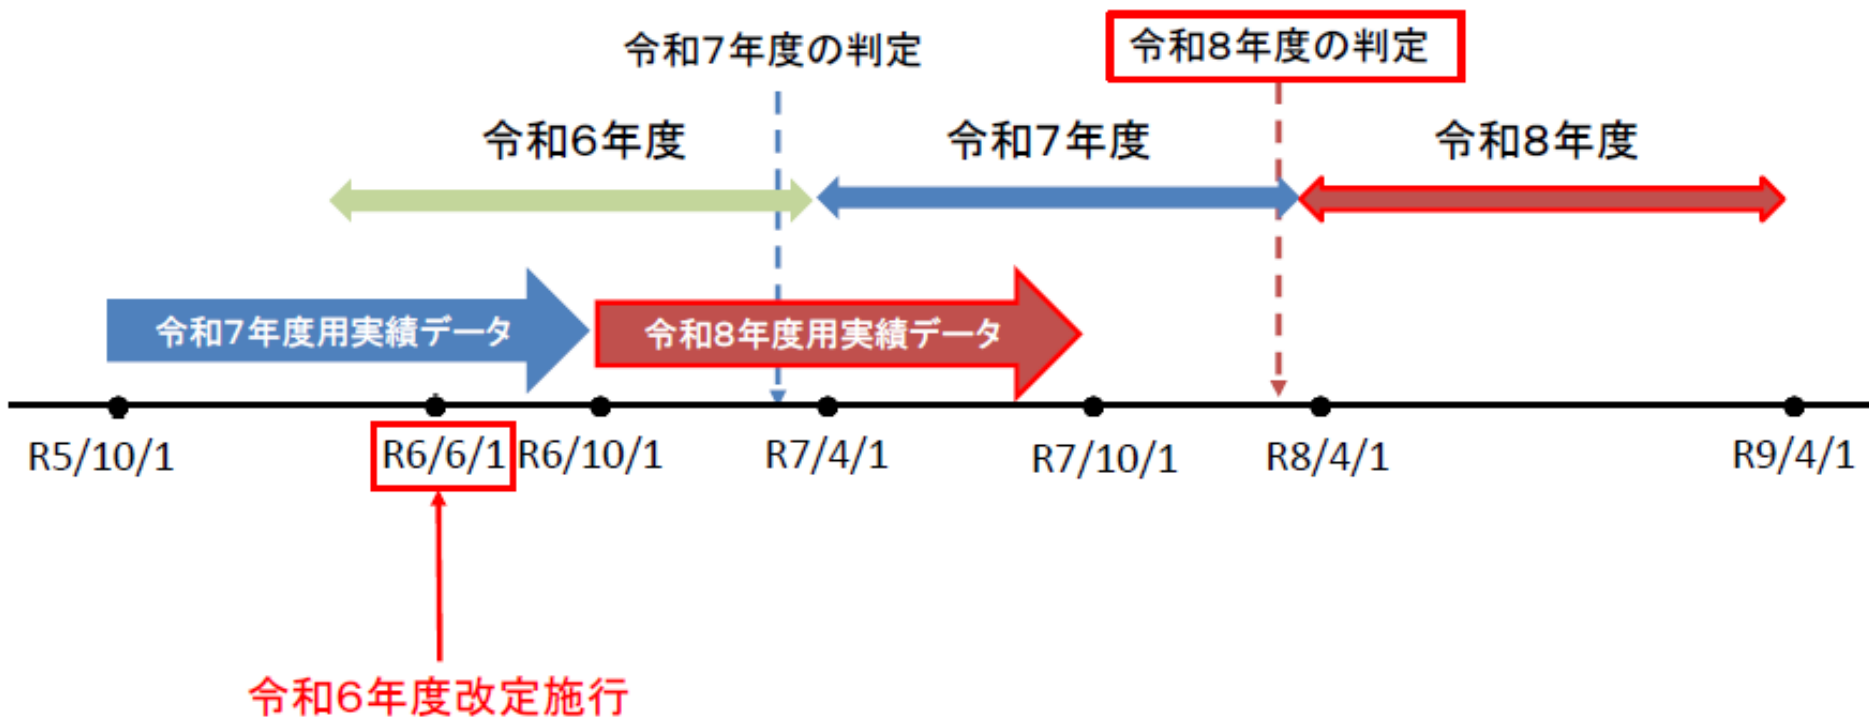 令和7年度の判定
令和8年度の判定
令和6年度
令和7年度
令和8年度
令和7年度用実績データ
令和8年度用実績データ
R5/10/1
R6/6/1
R6/10/1
R7/4/1
R7/10/1
R8/4/1
R9/4/1
令和6年度改定施行